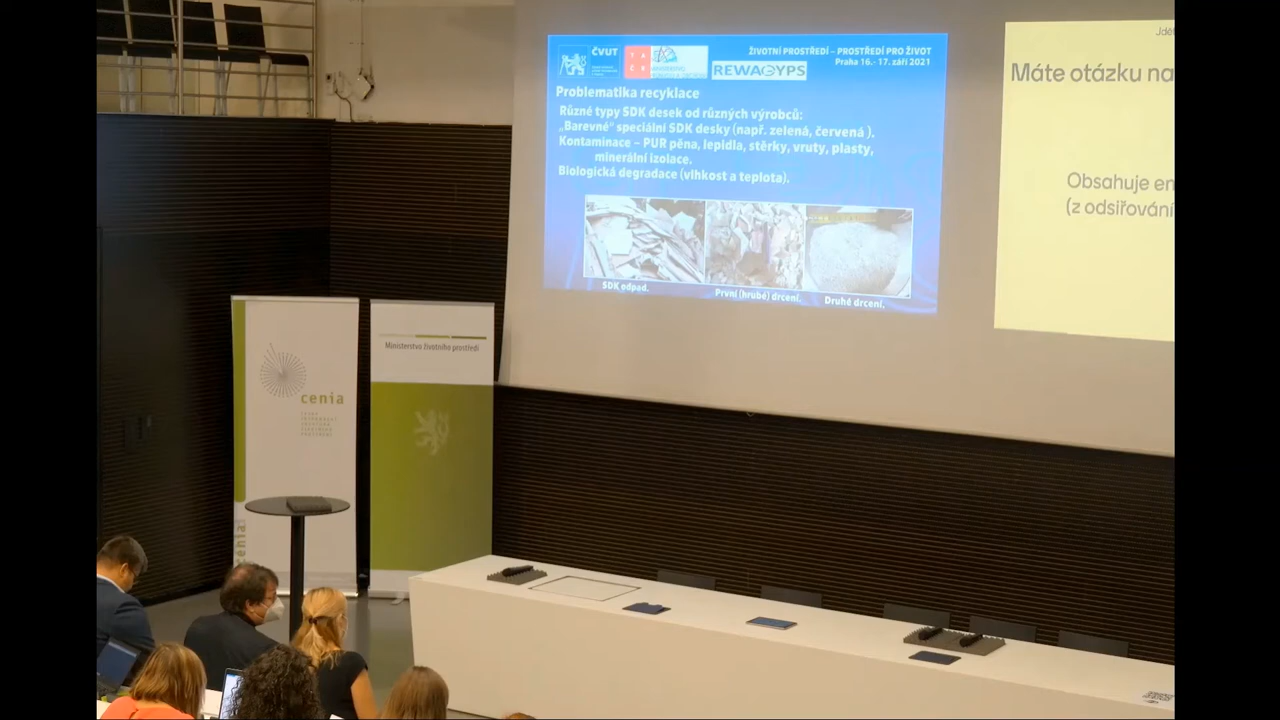 ČVUT
T A
Č R
REWAGYPS
ŽIVOTNÍ PROSTŘEDÍ – PROSTŘEDÍ PRO ŽIVOT
Praha 16.- 17. září 2021
Problematika recyklace
Různé typy SDK desek od různých výrobců:
„Barevné“ speciální SDK desky (např. zelená, červená ).
Kontaminace – PUR pěna, lepidla, stěrky, vruty, plasty,
minerální izolace.
Biologická degradace (vlhkost a teplota).
SDK odpad.
První (hrubé) drcení.
Druhé drcení.
Máte otázku na
Obsahuje en
(z odsiřování
cenia
Ministerstvo životního prostředí
cenia